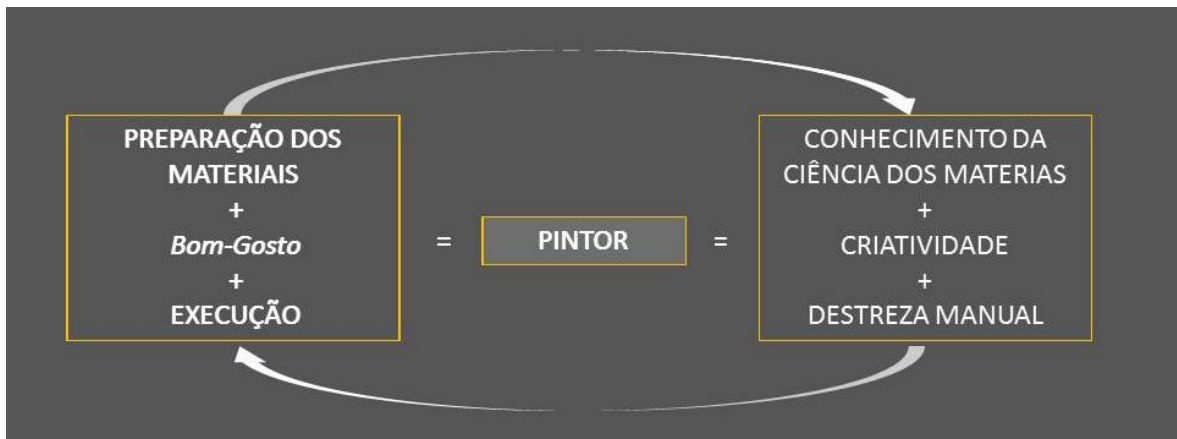 PREPARAÇÃO DOS
MATERIAIS
+
Bom-Gosto
+
EXECUÇÃO
=
PINTOR
=
CONHECIMENTO DA
CIÊNCIA DOS MATERIAS
+
CRIATIVIDADE
+
DESTREZA MANUAL